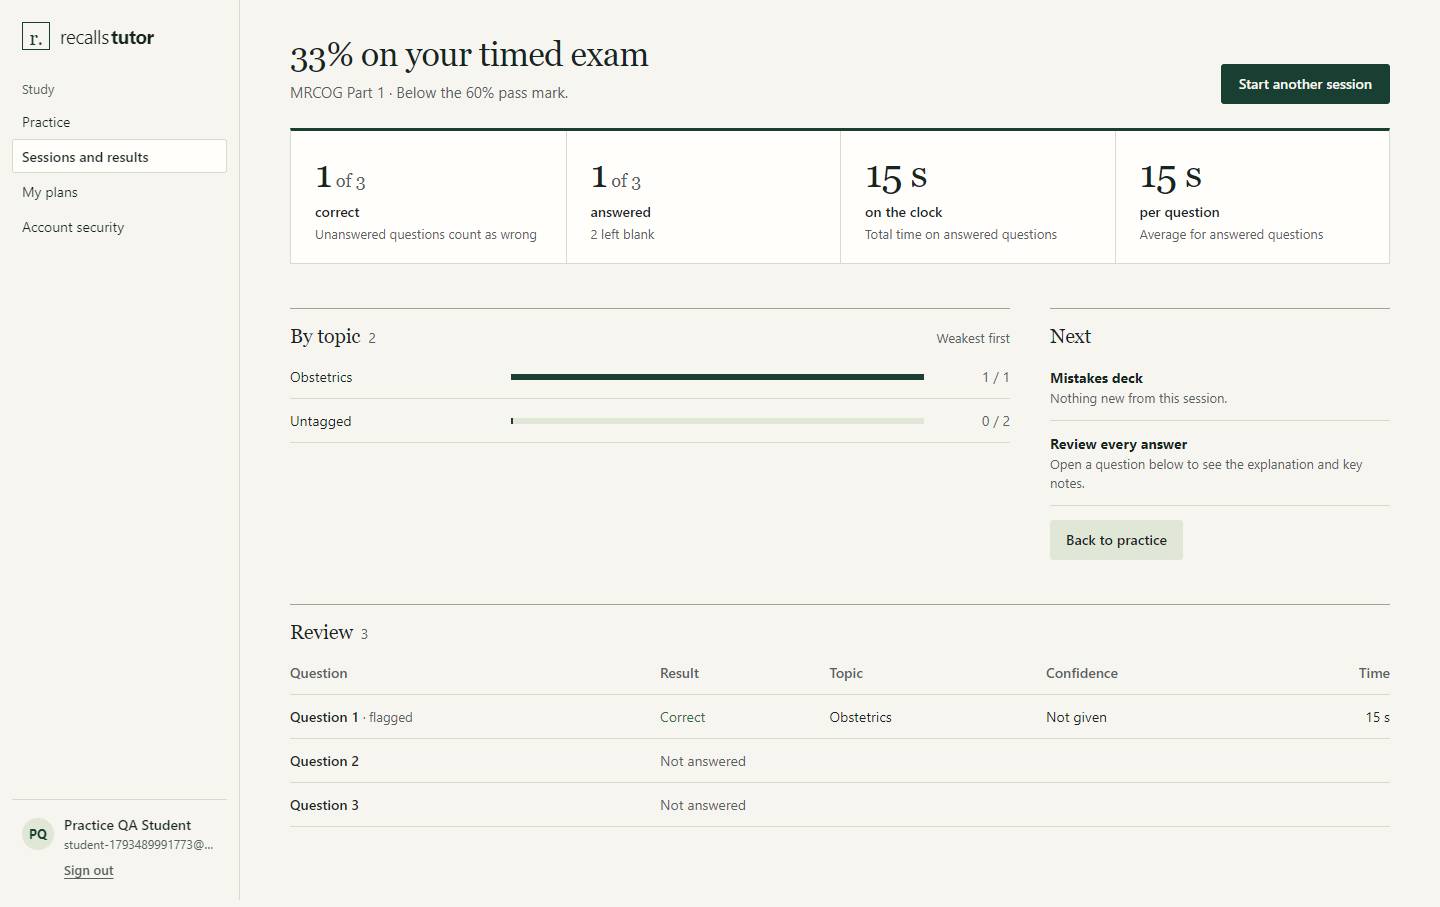 r. recallstutor
Study
Practice
Sessions and results
My plans
Account security
PQ
Practice QA Student
student-1793489991773@...
Sign out
33% on your timed exam
MRCOG Part 1 · Below the 60% pass mark.
Start another session
1 of 3
correct
Unanswered questions count as wrong
1 of 3
answered
2 left blank
15 s
on the clock
Total time on answered questions
15 s
per question
Average for answered questions
By topic 2
Weakest first
Obstetrics 1 / 1
Untagged 0 / 2
Next
Mistakes deck
Nothing new from this session.
Review every answer
Open a question below to see the explanation and key
notes.
Back to practice
Review 3
Question Result Topic Confidence Time
Question 1 · flagged Correct Obstetrics Not given 15 s
Question 2 Not answered
Question 3 Not answered